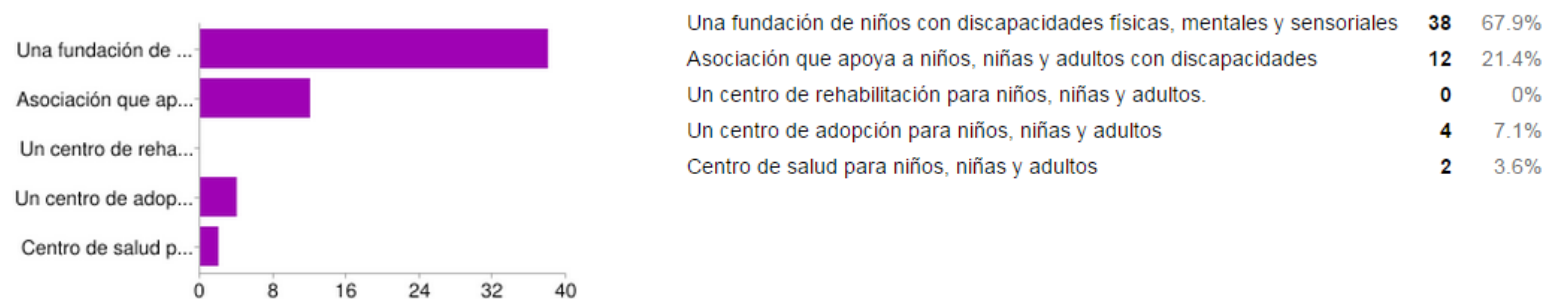 Una fundación de ...
Asociación que ap...
Un centro de reha...
Un centro de adop...
Centro de salud p...
0 8 16 24 32 40
Una fundación de niños con discapacidades físicas, mentales y sensoriales 38 67.9%
Asociación que apoya a niños, niñas y adultos con discapacidades 12 21.4%
Un centro de rehabilitación para niños, niñas y adultos. 0 0%
Un centro de adopción para niños, niñas y adultos 4 7.1%
Centro de salud para niños, niñas y adultos 2 3.6%